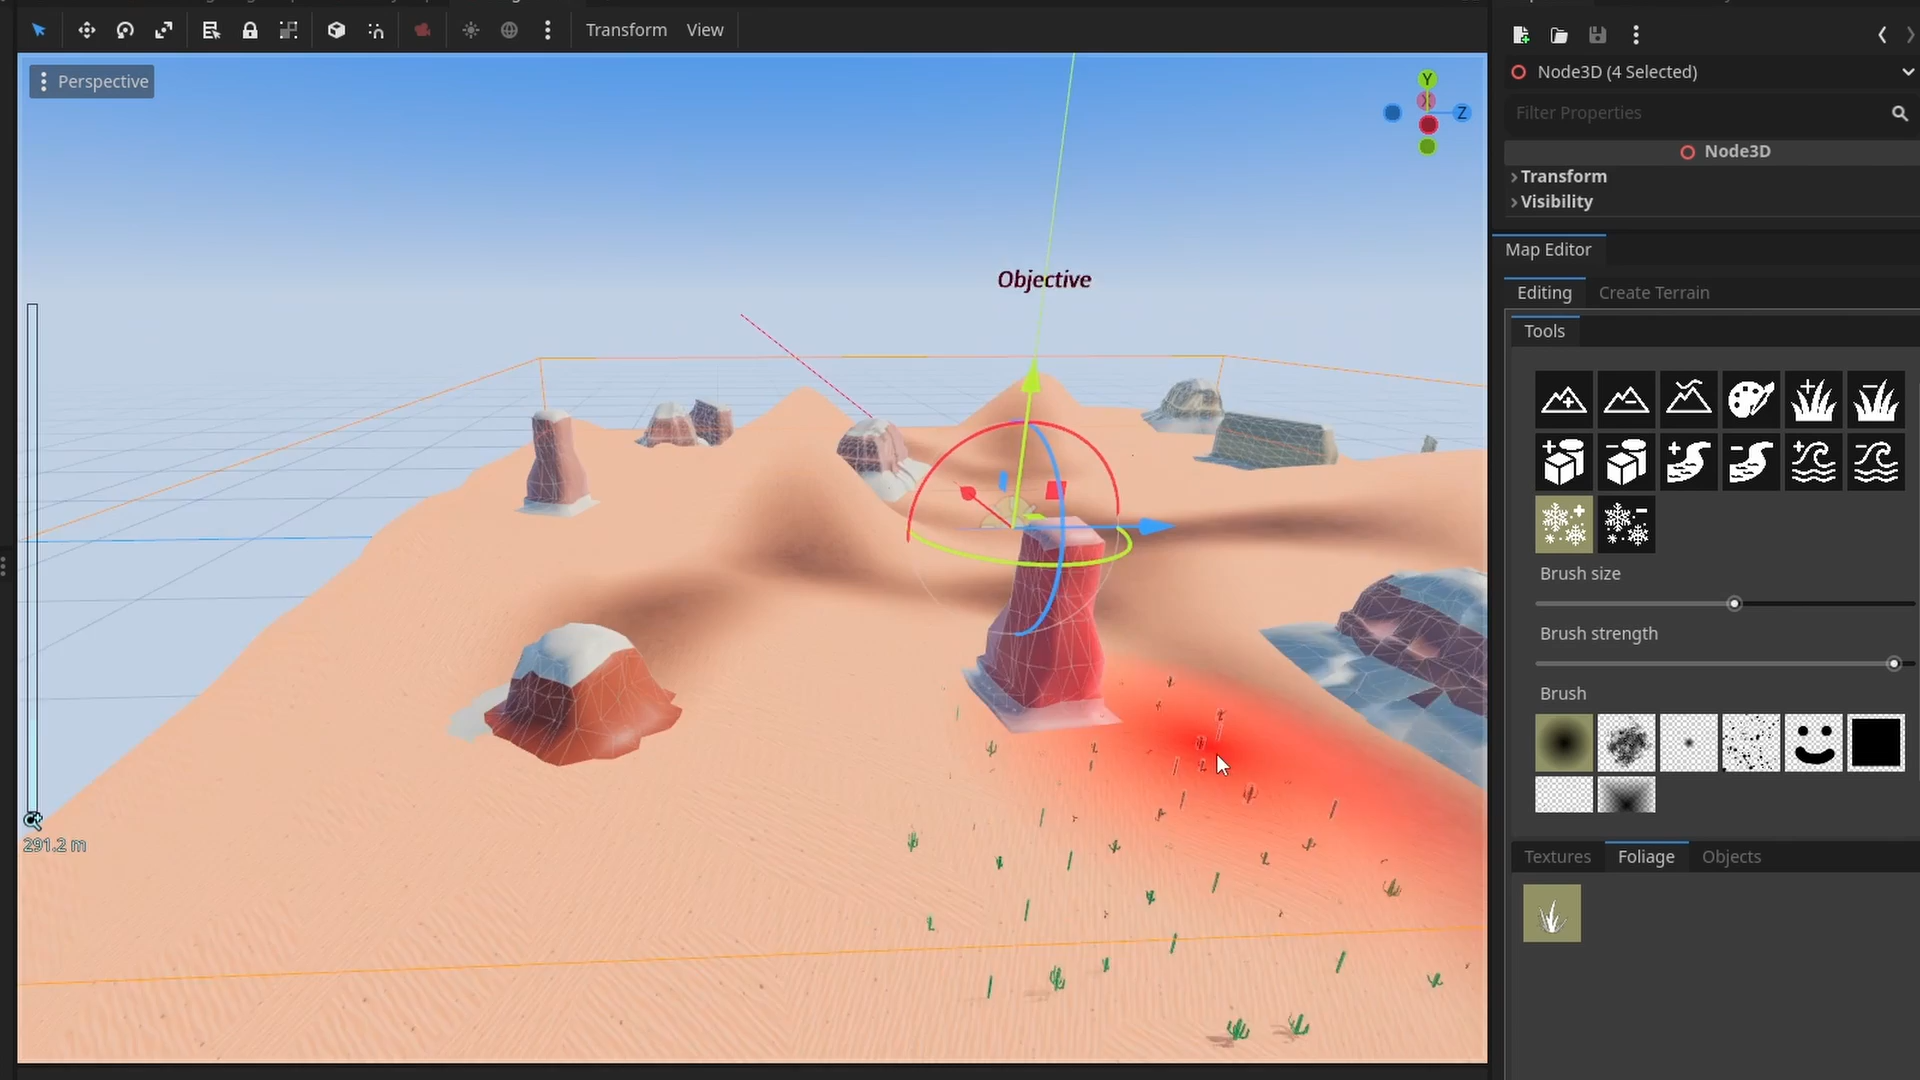 Transform View
Perspective
Y
X
Z
Objective
291.2 m
Node3D (4 Selected)
Filter Properties
Node3D
Transform
Visibility
Map Editor
Editing Create Terrain
Tools
Brush size
Brush strength
Brush
Textures Foliage Objects